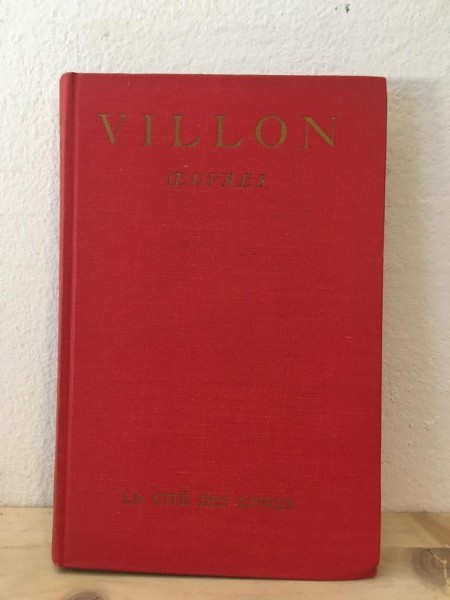 VILLON
ŒUVRES
LA CITÉ DES LIVRES